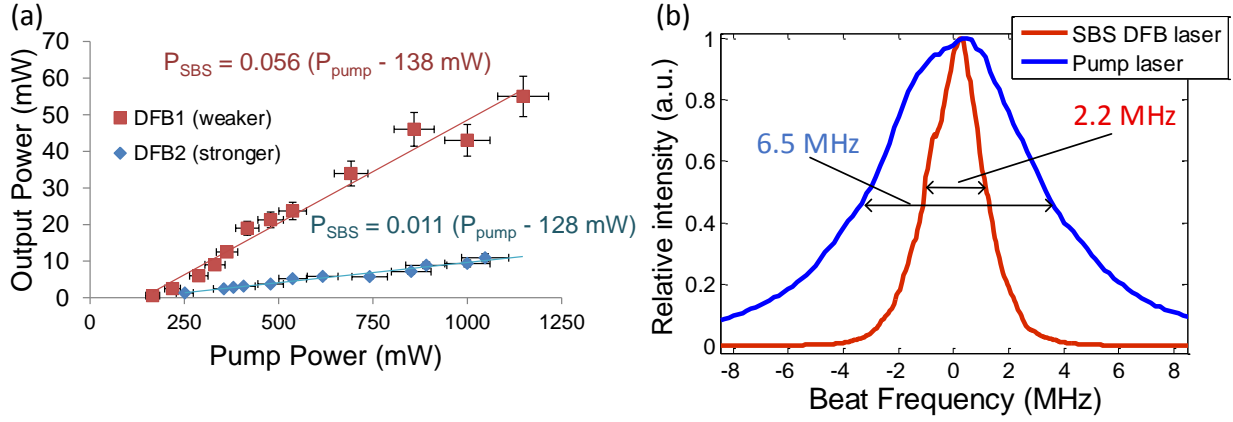 (a)
Output Power (mW)
70
60
50
40
30
20
10
0
P_SBS = 0.056 (P_pump - 138 mW)
DFB1 (weaker)
DFB2 (stronger)
P_SBS = 0.011 (P_pump - 128 mW)
0
250
500
750
1000
1250
Pump Power (mW)
(b)
Relative intensity (a.u.)
1
0.8
0.6
0.4
0.2
0
SBS DFB laser
Pump laser
2.2 MHz
6.5 MHz
-8
-6
-4
-2
0
2
4
6
8
Beat Frequency (MHz)